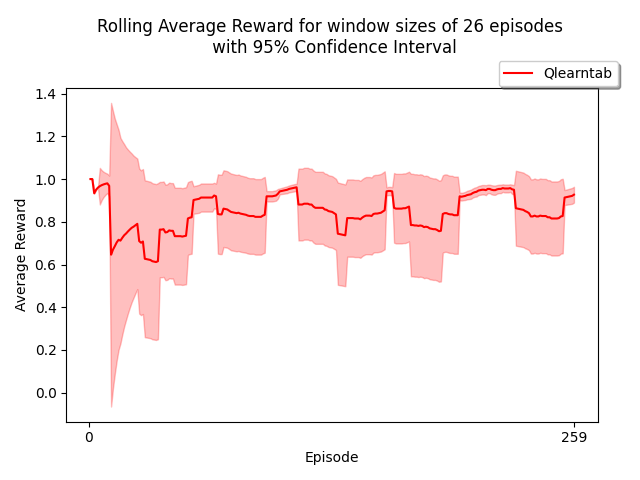 Rolling Average Reward for window sizes of 26 episodes
with 95% Confidence Interval
Qlearntab
1.4
1.2
1.0
0.8
0.6
0.4
0.2
0.0
Average Reward
0
259
Episode